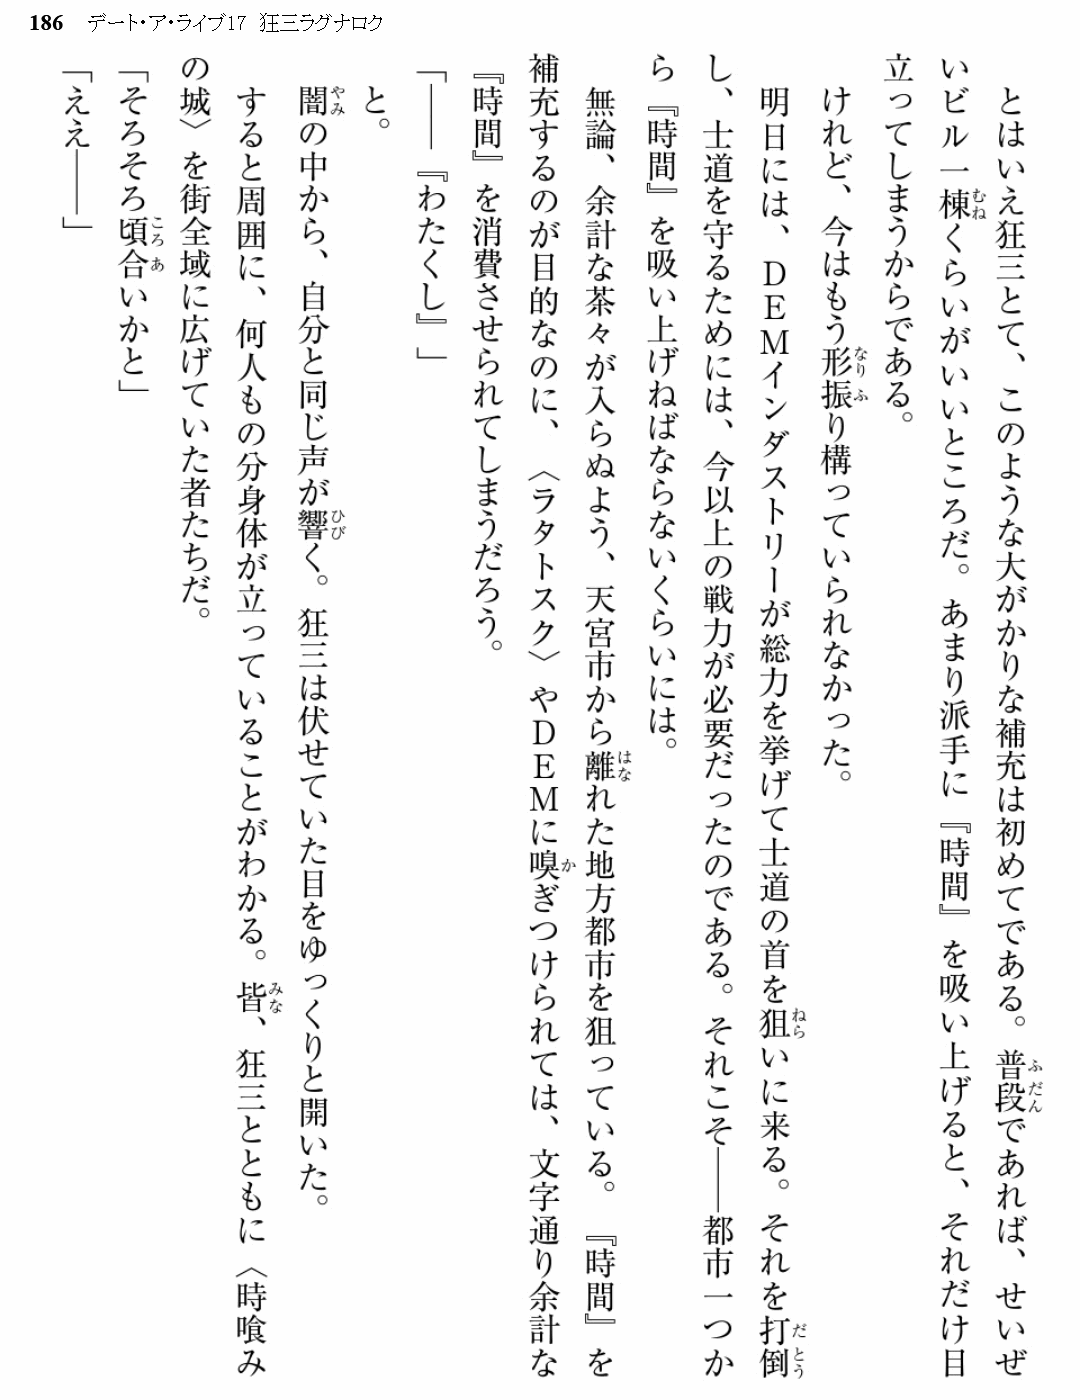 186 デート・ア・ライブ17 狂三ラグナロク
とはいえ狂三とて、このような大がかりな補充は初めてである。普段であれば、せいぜ
いビル一棟くらいがいいところだ。あまり派手に『時間』を吸い上げると、それだけ目
立ってしまうからである。
けれど、今はもう形振り構っていられなかった。
明日には、DEMインダストリーが総力を挙げて士道の首を狙いに来る。それを打倒
し、士道を守るためには、今以上の戦力が必要だったのである。それこそ――都市一つか
ら『時間』を吸い上げねばならないくらいには。
無論、余計な茶々が入らぬよう、天宮市から離れた地方都市を狙っている。『時間』を
補充するのが目的なのに、〈ラタトスク〉やDEMに嗅ぎつけられては、文字通り余計な
『時間』を消費させられてしまうだろう。
「――『わたくし』」
と。
闇の中から、自分と同じ声が響く。狂三は伏せていた目をゆっくりと開いた。
すると周囲に、何人もの分身体が立っていることがわかる。皆、狂三とともに〈時喰み
の城〉を街全域に広げていた者たちだ。
「そろそろ頃合いかと」
「ええ――」